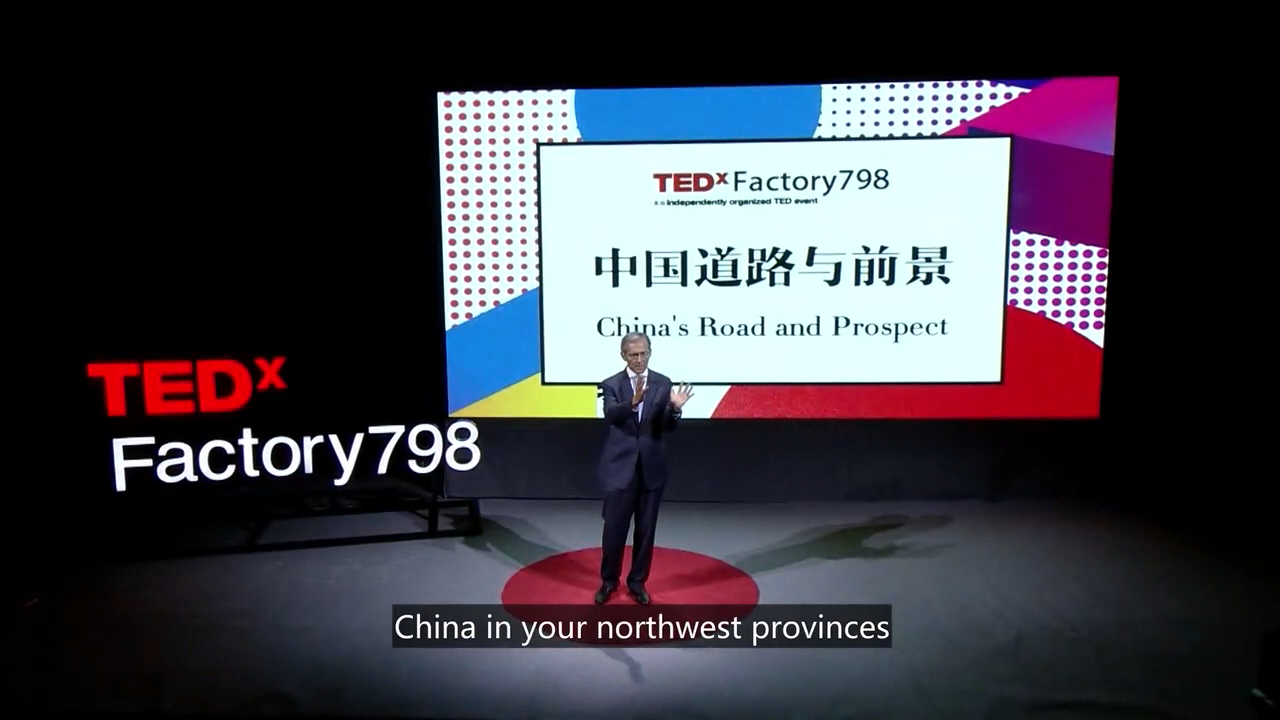 TEDx Factory798
x = independently organized TED event
中国道路与前景
China's Road and Prospect
TEDx
Factory798
China in your northwest provinces